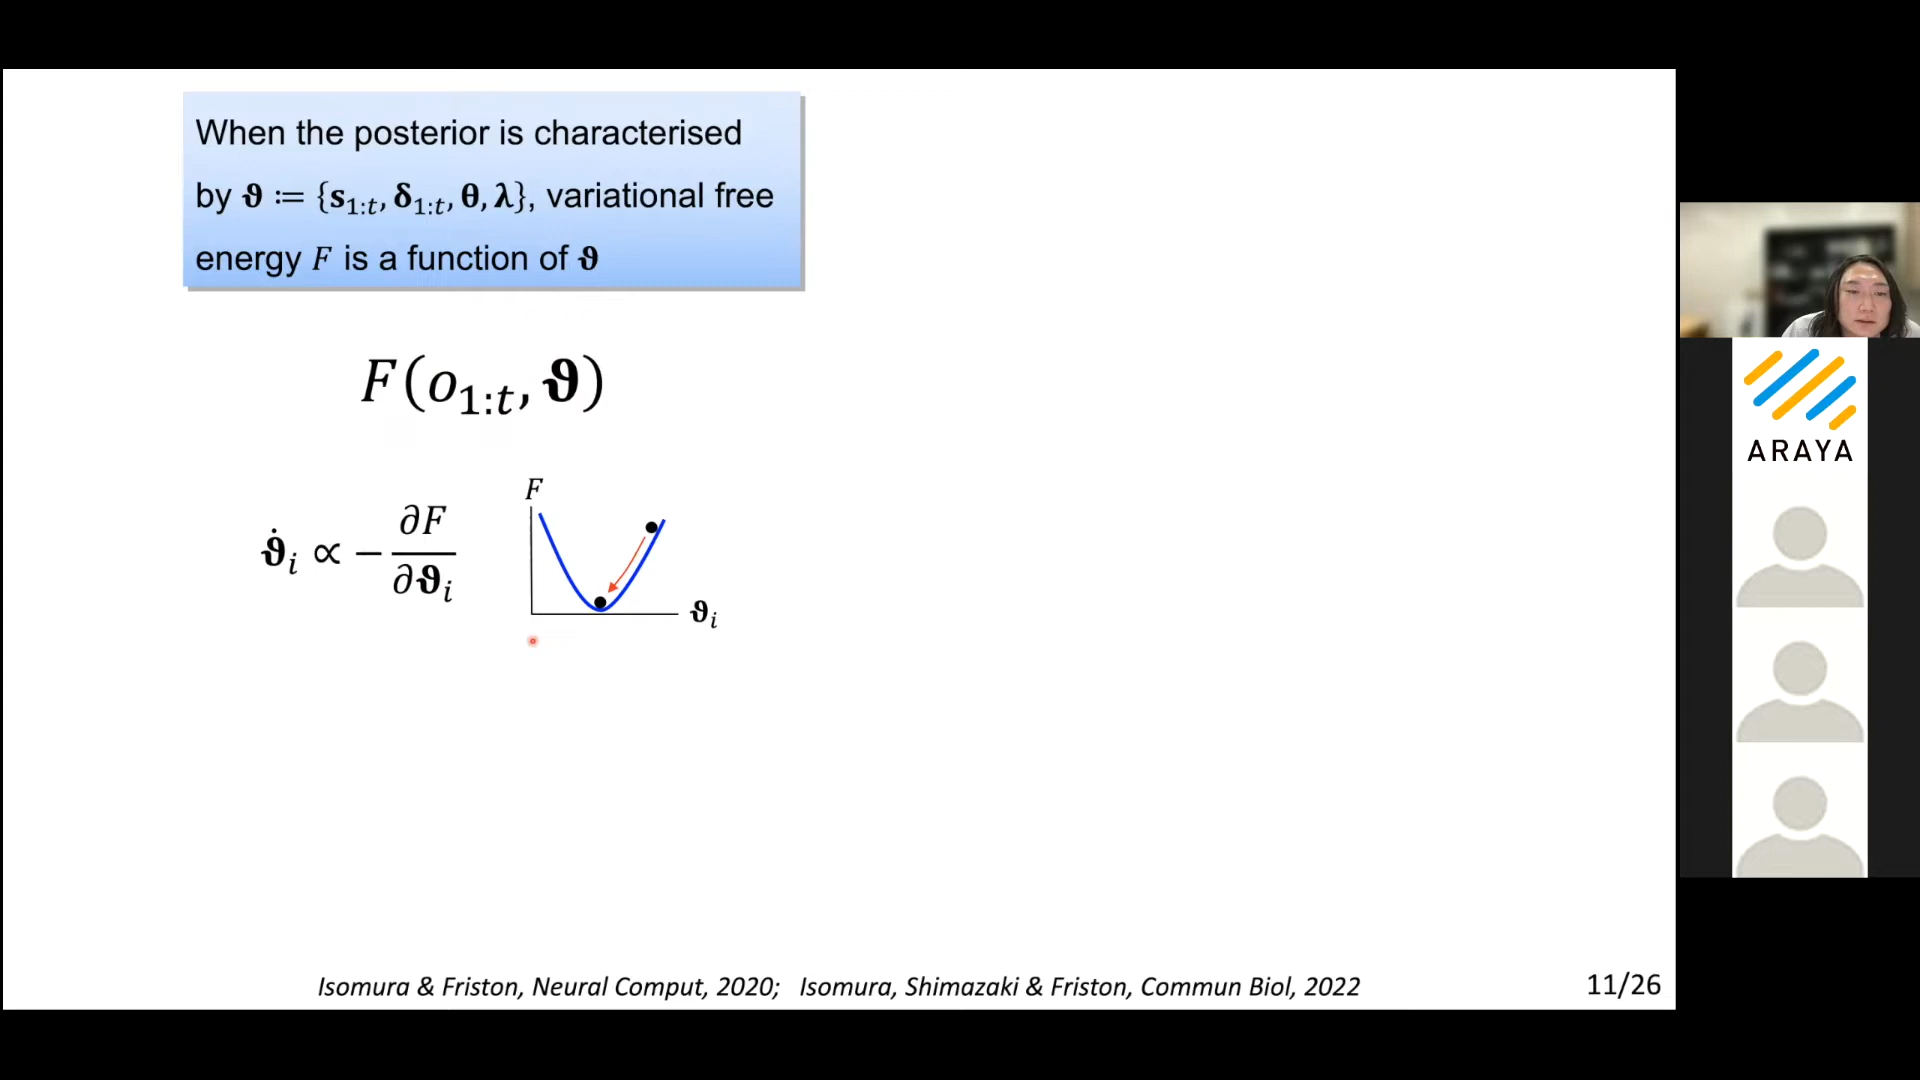 When the posterior is characterised
by 𝛝 ≔ {𝐬₁:ₜ, 𝛅₁:ₜ, 𝛉, 𝛌}, variational free
energy 𝐹 is a function of 𝛝
𝐹(𝑜₁:ₜ, 𝛝)
𝛝̇ᵢ ∝ − ∂𝐹/∂𝛝ᵢ
𝐹
𝛝ᵢ
Isomura & Friston, Neural Comput, 2020; Isomura, Shimazaki & Friston, Commun Biol, 2022
11/26
ARAYA